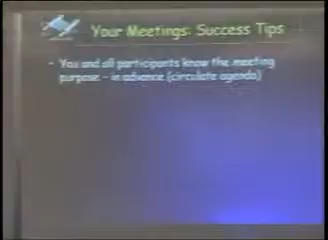 Your Meetings: Success Tips
- You and all participants know the meeting
purpose - in advance (circulate agenda)